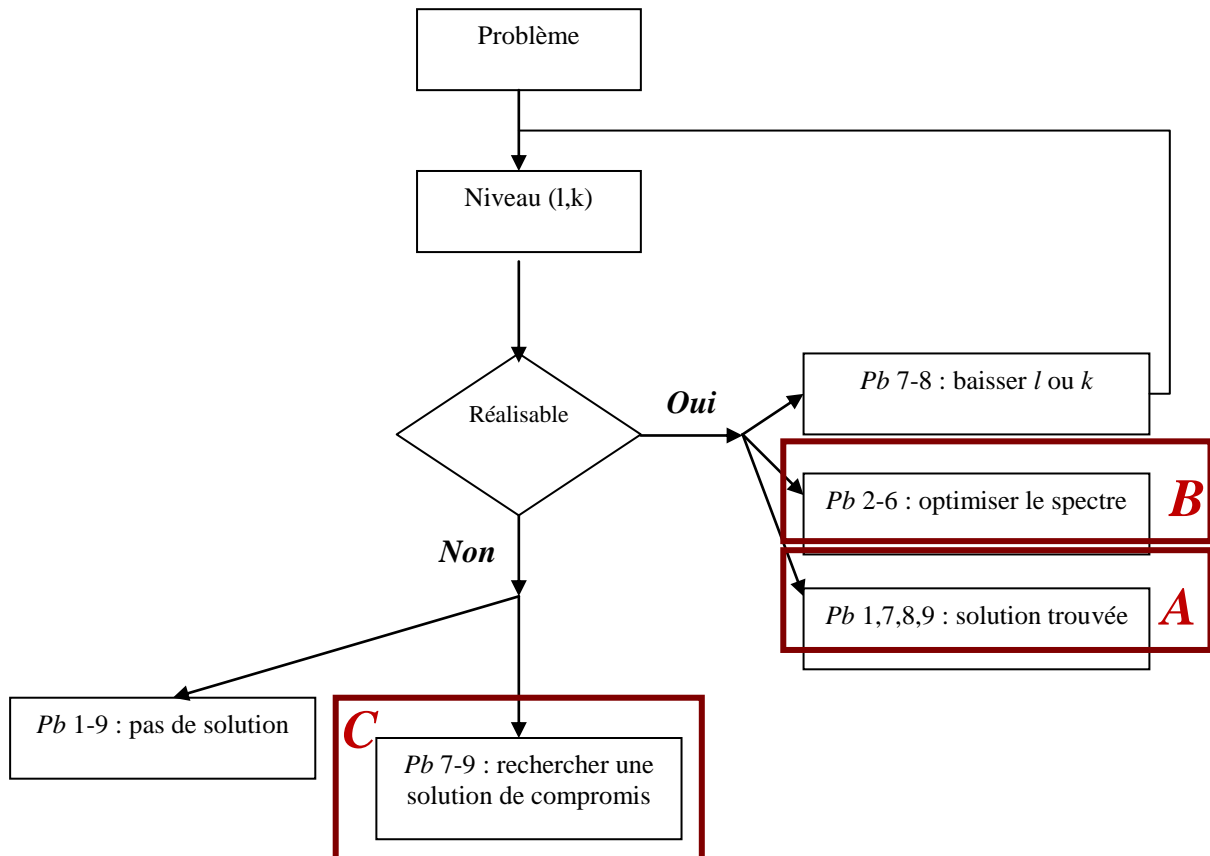 Problème
Niveau (l,k)
Réalisable
Oui
Non
Pb 7-8 : baisser l ou k
Pb 2-6 : optimiser le spectre
B
Pb 1,7,8,9 : solution trouvée
A
Pb 1-9 : pas de solution
C
Pb 7-9 : rechercher une
solution de compromis